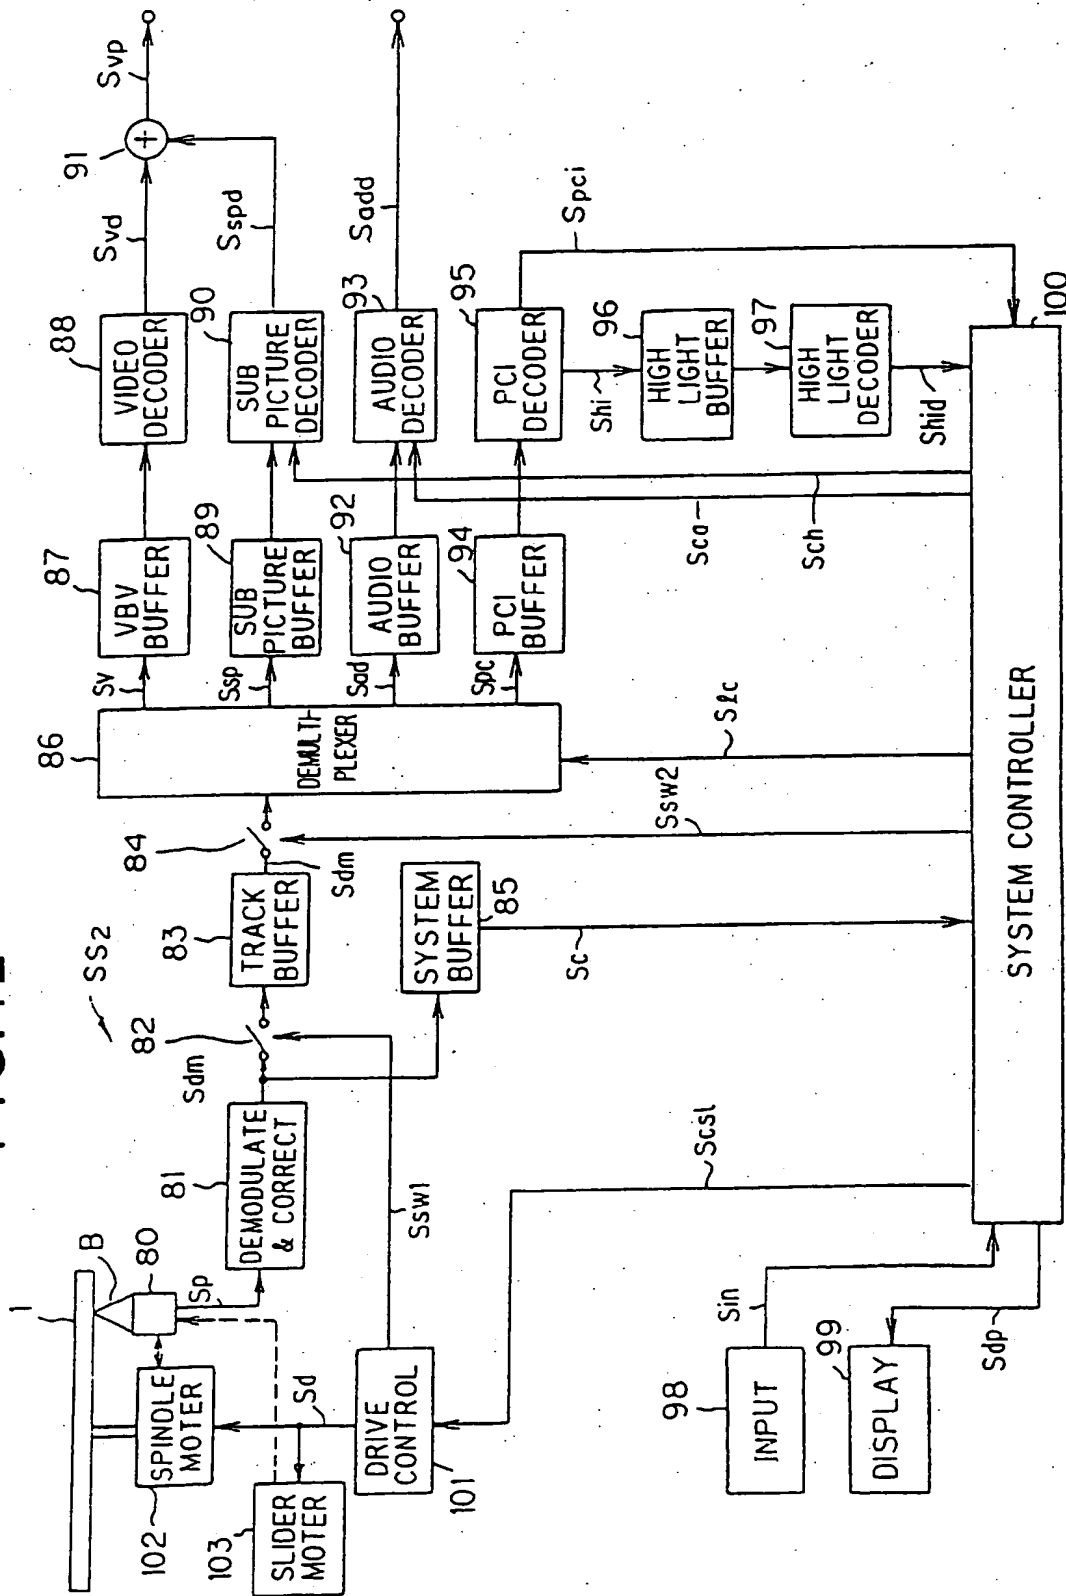 SS2
1
B
80
Sp
SPINDLE
MOTER
102
SLIDER
MOTER
103
Sd
DRIVE
CONTROL
101
DEMODULATE
& CORRECT
81
Sdm
82
Ssw1
TRACK
BUFFER
83
Sdm
84
SYSTEM
BUFFER
85
Sc
Ssw2
Scsl
DEMULTI-
PLEXER
86
Slc
Sv
Ssp
Sad
Spc
VBV
BUFFER
87
SUB
PICTURE
BUFFER
89
AUDIO
BUFFER
92
PCI
BUFFER
94
VIDEO
DECODER
88
SUB
PICTURE
DECODER
90
AUDIO
DECODER
93
PCI
DECODER
95
Svd
91
+
Svp
Sspd
Sadd
Spci
Shi
HIGH
LIGHT
BUFFER
96
HIGH
LIGHT
DECODER
97
Shid
Sca
Sch
INPUT
98
Sin
DISPLAY
99
Sdp
SYSTEM CONTROLLER
100